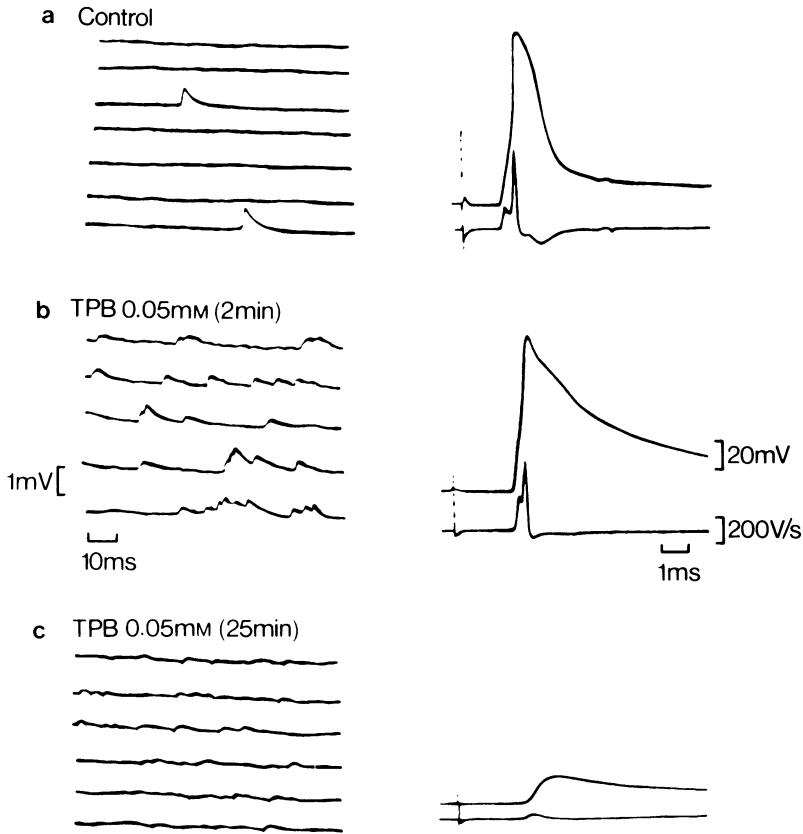 a Control
b TPB 0.05mM (2min)
20mV
1mV
200V/s
10ms
1ms
c TPB 0.05mM (25min)